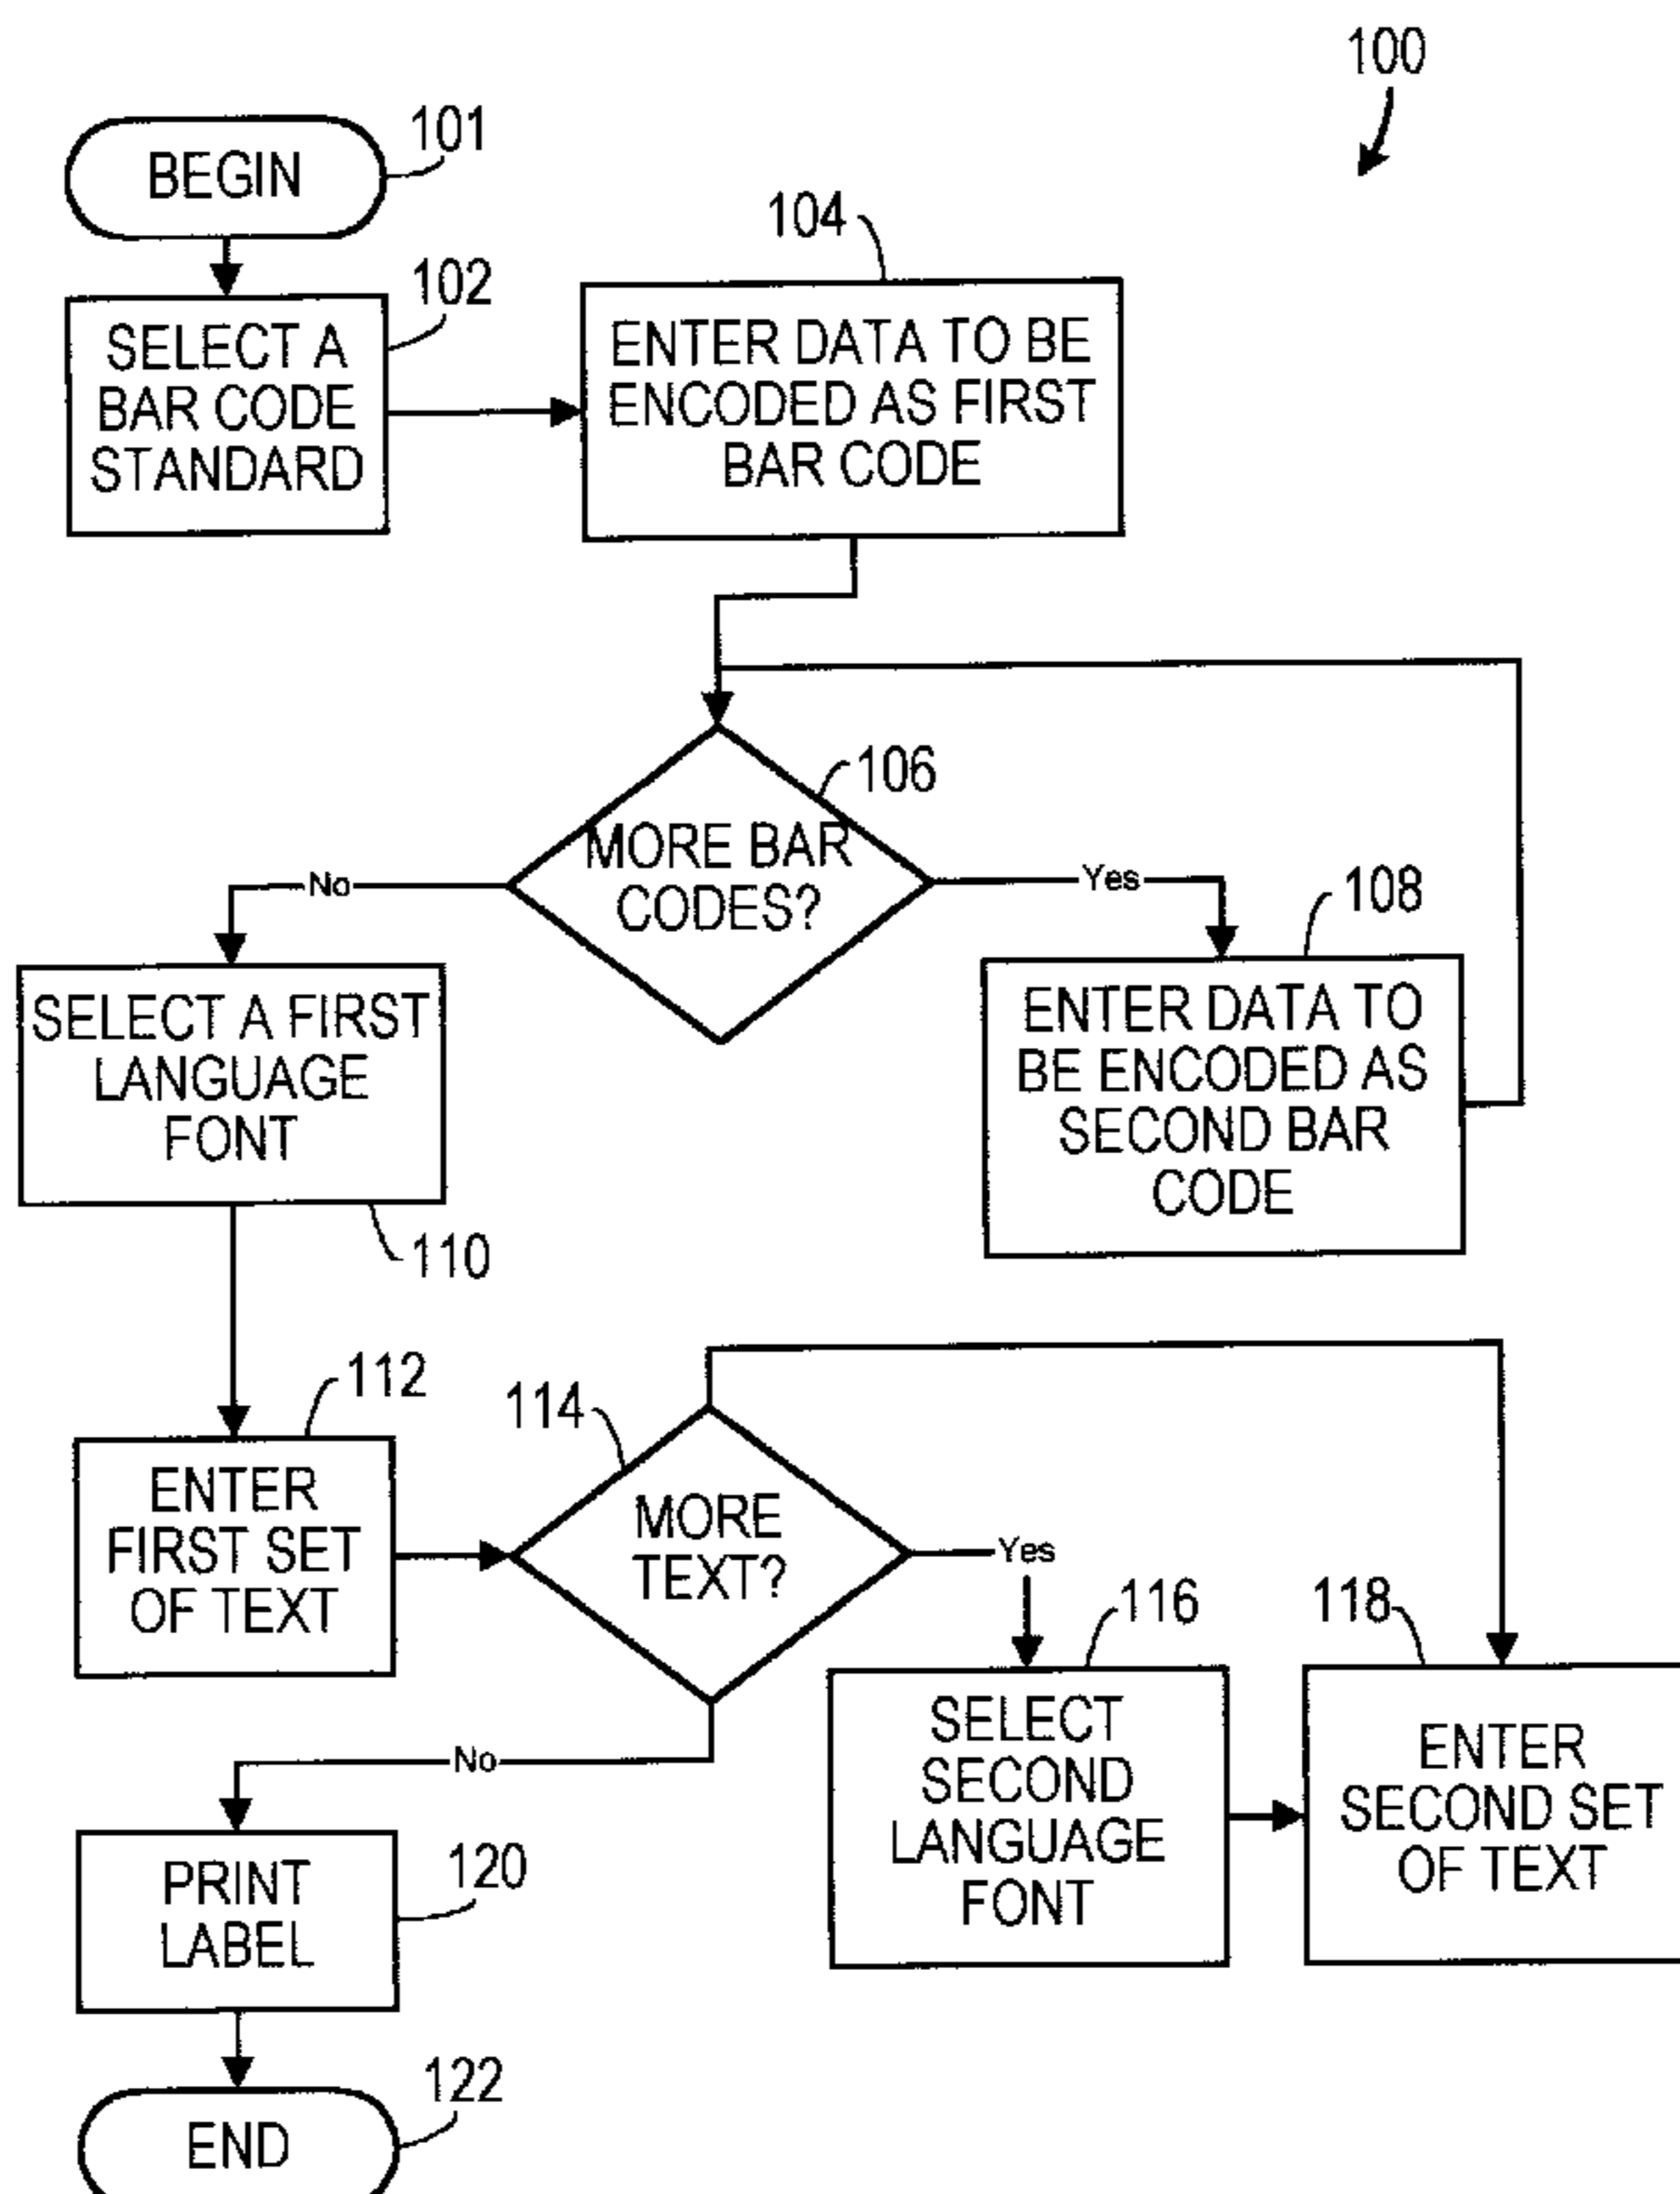 100
101
BEGIN
102
SELECT A
BAR CODE
STANDARD
104
ENTER DATA TO BE
ENCODED AS FIRST
BAR CODE
106
MORE BAR
CODES?
No
Yes
108
ENTER DATA TO
BE ENCODED AS
SECOND BAR
CODE
SELECT A FIRST
LANGUAGE
FONT
110
112
ENTER
FIRST SET
OF TEXT
114
MORE
TEXT?
Yes
No
116
SELECT
SECOND
LANGUAGE
FONT
118
ENTER
SECOND SET
OF TEXT
120
PRINT
LABEL
122
END